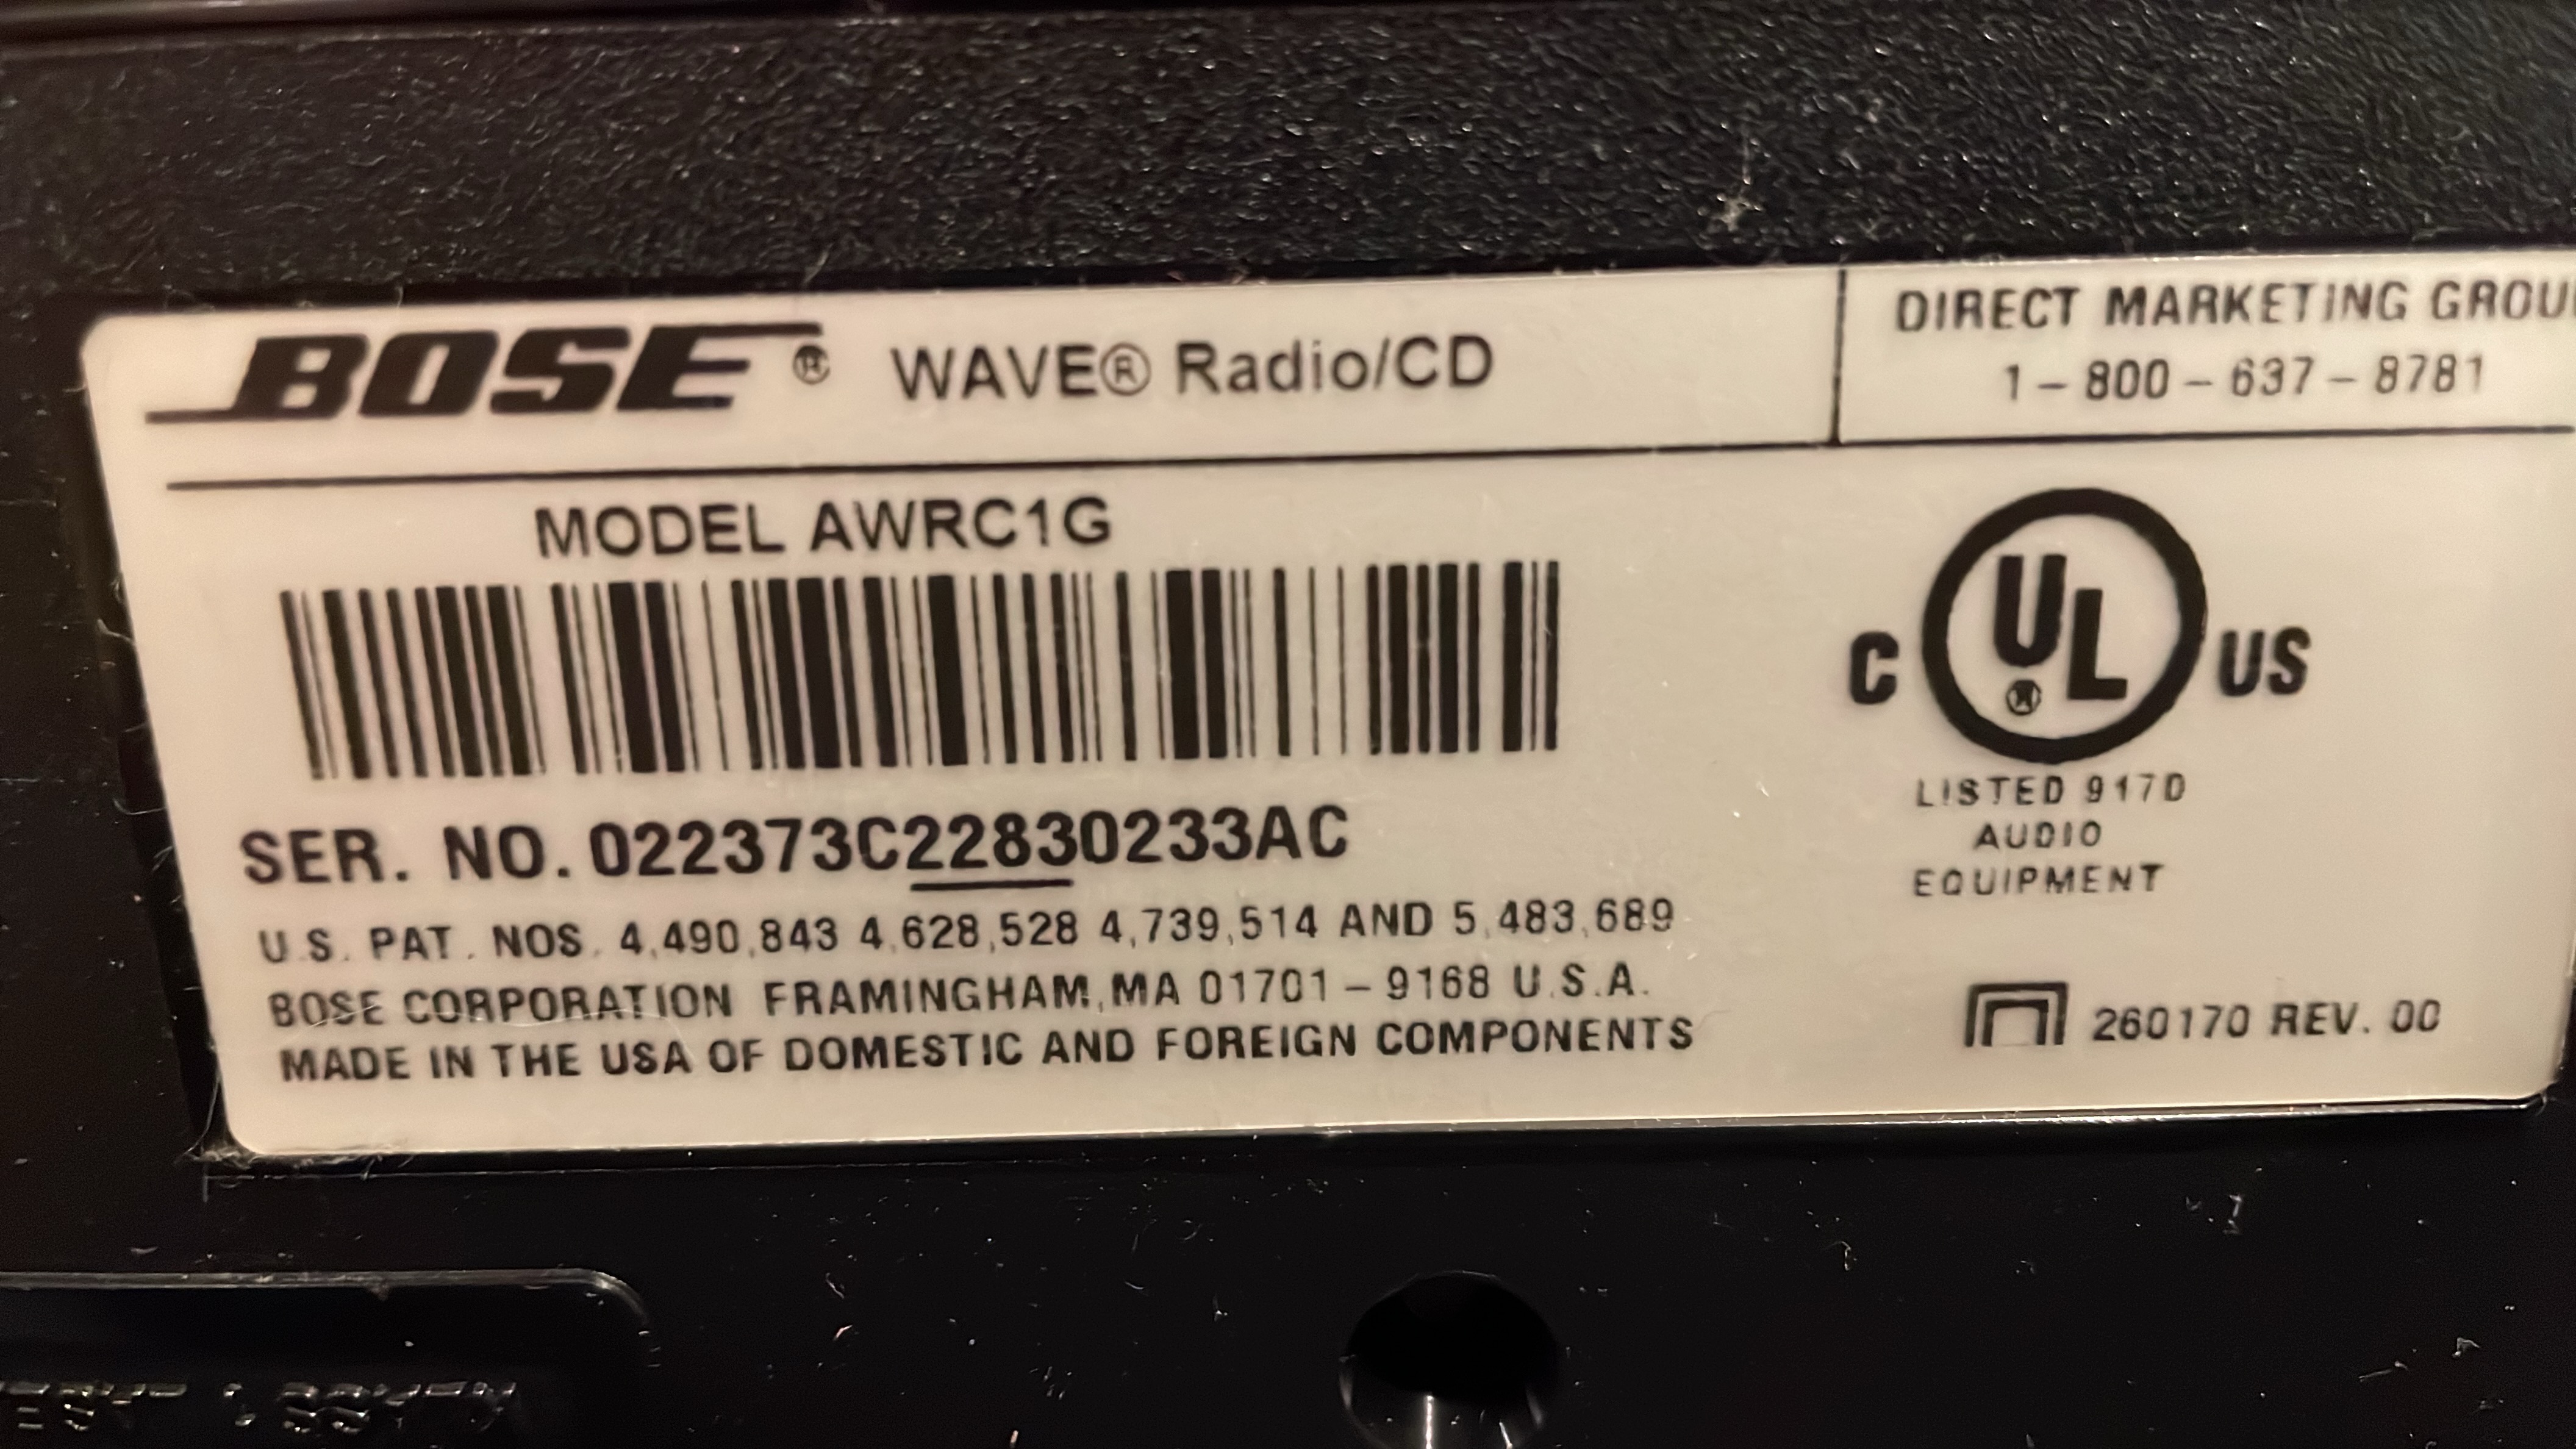 BOSE® WAVE® Radio/CD
DIRECT MARKETING GROU
1-800-637-8781
MODEL AWRC1G
SER. NO. 022373C22830233AC
U.S. PAT. NOS. 4,490,843 4,628,528 4,739,514 AND 5,483,689
BOSE CORPORATION FRAMINGHAM, MA 01701-9168 U.S.A.
MADE IN THE USA OF DOMESTIC AND FOREIGN COMPONENTS
C UL® US
LISTED 917D
AUDIO
EQUIPMENT
260170 REV. 00